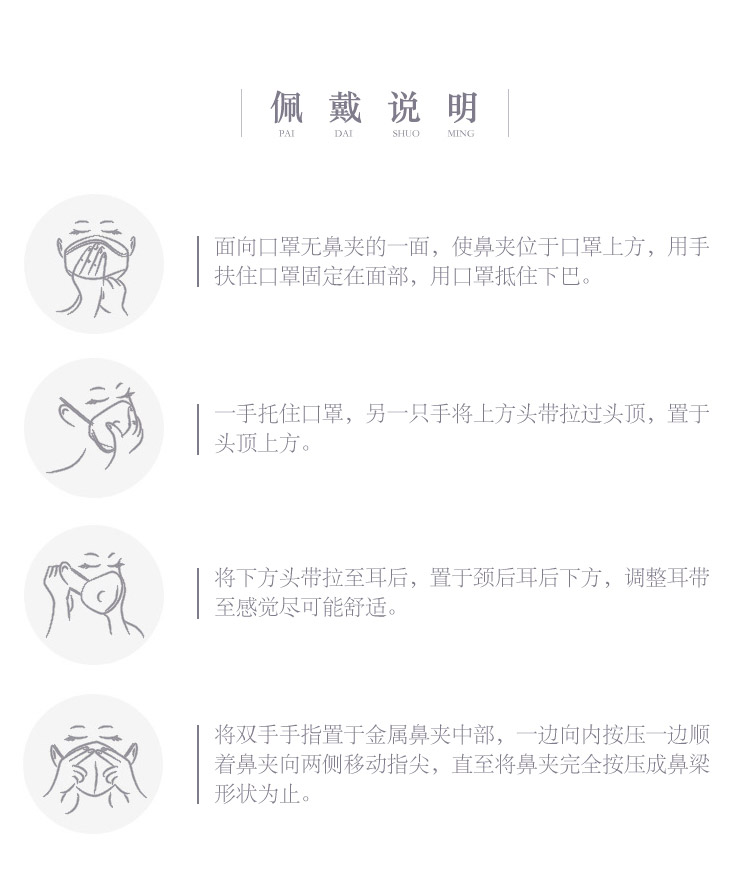 佩戴说明
PAI DAI SHUO MING
面向口罩无鼻夹的一面，使鼻夹位于口罩上方，用手
扶住口罩固定在面部，用口罩抵住下巴。
一手托住口罩，另一只手将上方头带拉过头顶，置于
头顶上方。
将下方头带拉至耳后，置于颈后耳后下方，调整耳带
至感觉尽可能舒适。
将双手手指置于金属鼻夹中部，一边向内按压一边顺
着鼻夹向两侧移动指尖，直至将鼻夹完全按压成鼻梁
形状为止。